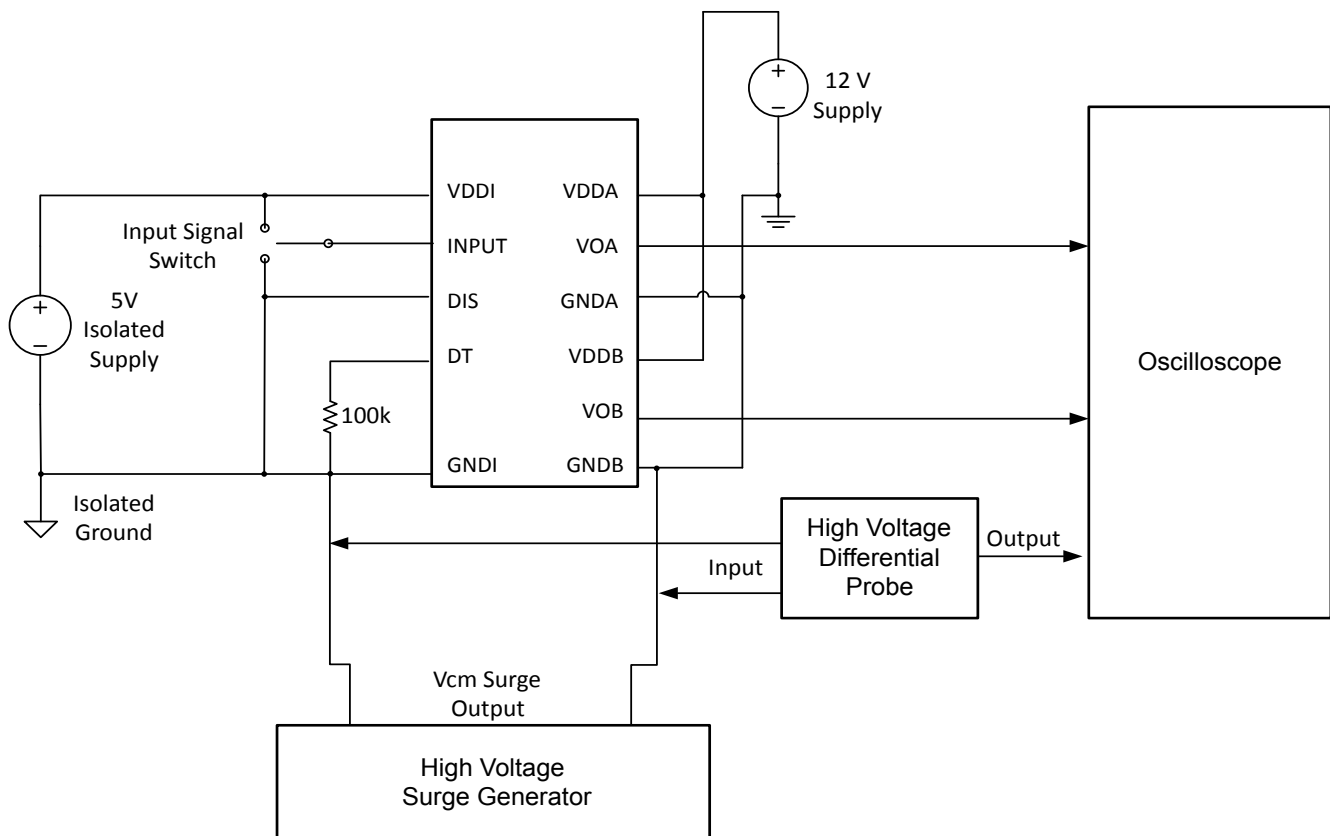 12 V
Supply
+
−
VDDI
VDDA
Input Signal
Switch
INPUT
VOA
5V
Isolated
Supply
+
−
DIS
GNDA
DT
VDDB
Oscilloscope
100k
VOB
GNDI
GNDB
Isolated
Ground
High Voltage
Differential
Probe
Output
Input
Vcm Surge
Output
High Voltage
Surge Generator